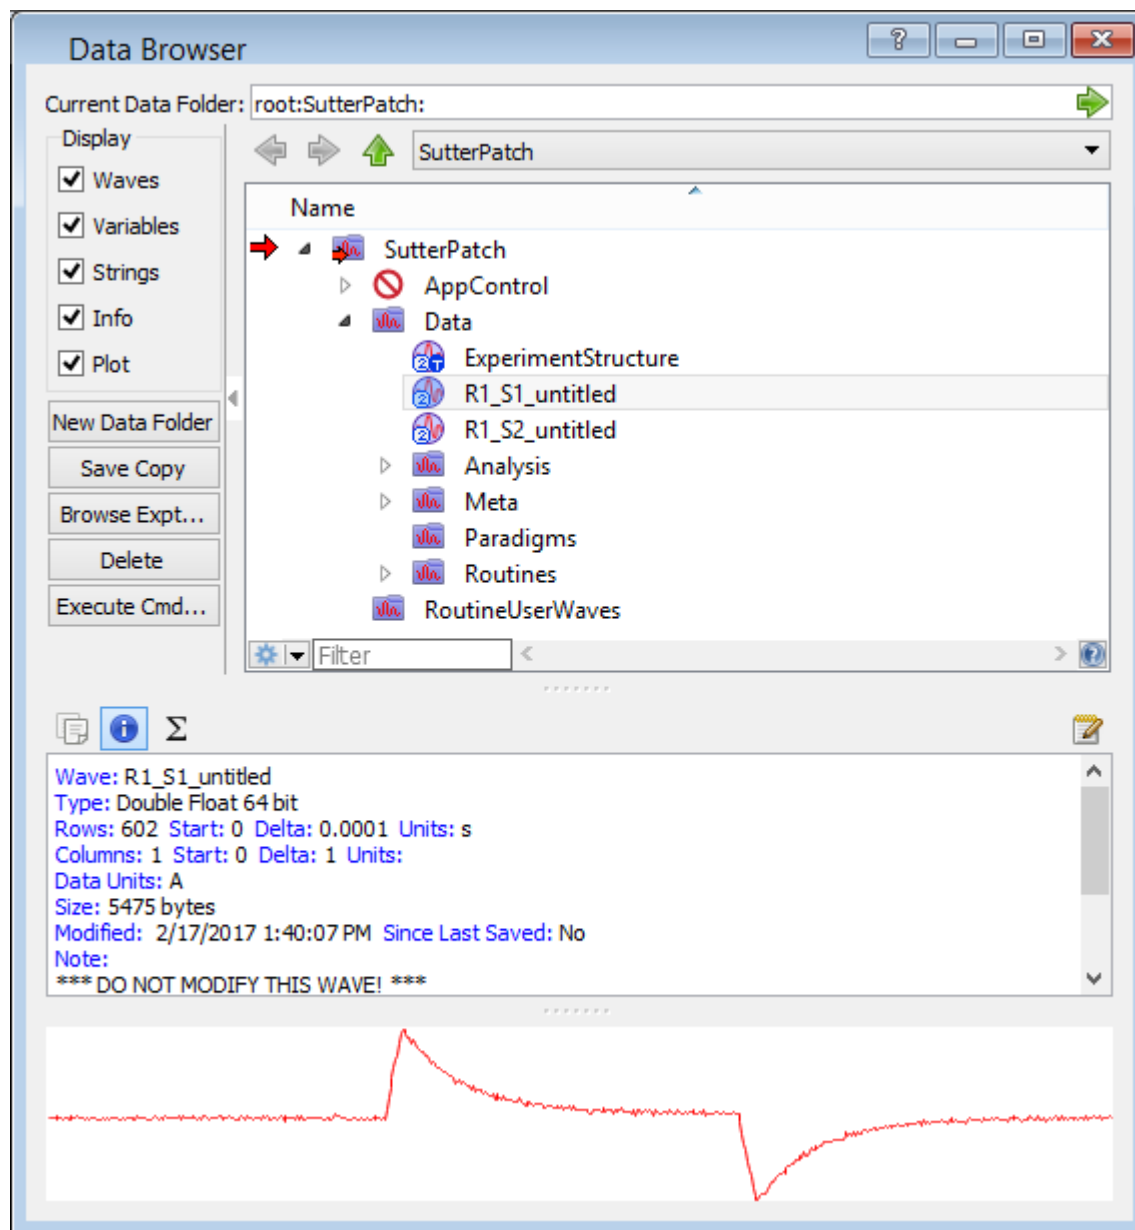 Data Browser
Current Data Folder: root:SutterPatch:
Display
SutterPatch
Waves
Variables
Strings
Info
Plot
New Data Folder
Save Copy
Browse Expt...
Delete
Execute Cmd...
Name
SutterPatch
AppControl
Data
ExperimentStructure
R1_S1_untitled
R1_S2_untitled
Analysis
Meta
Paradigms
Routines
RoutineUserWaves
Filter
Wave: R1_S1_untitled
Type: Double Float 64 bit
Rows: 602 Start: 0 Delta: 0.0001 Units: s
Columns: 1 Start: 0 Delta: 1 Units:
Data Units: A
Size: 5475 bytes
Modified: 2/17/2017 1:40:07 PM Since Last Saved: No
Note:
*** DO NOT MODIFY THIS WAVE! ***